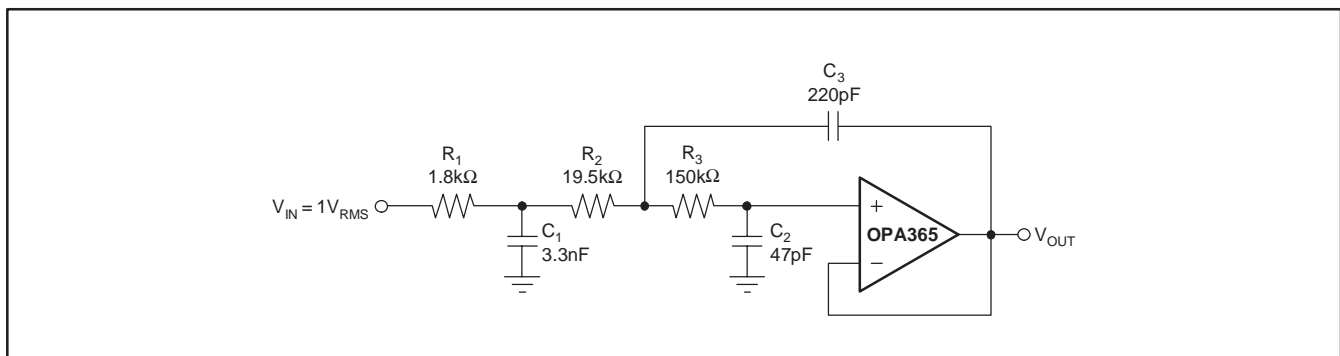 C3
220pF
R1
1.8kΩ
R2
19.5kΩ
R3
150kΩ
VIN = 1VRMS
C1
3.3nF
C2
47pF
+
OPA365
−
VOUT